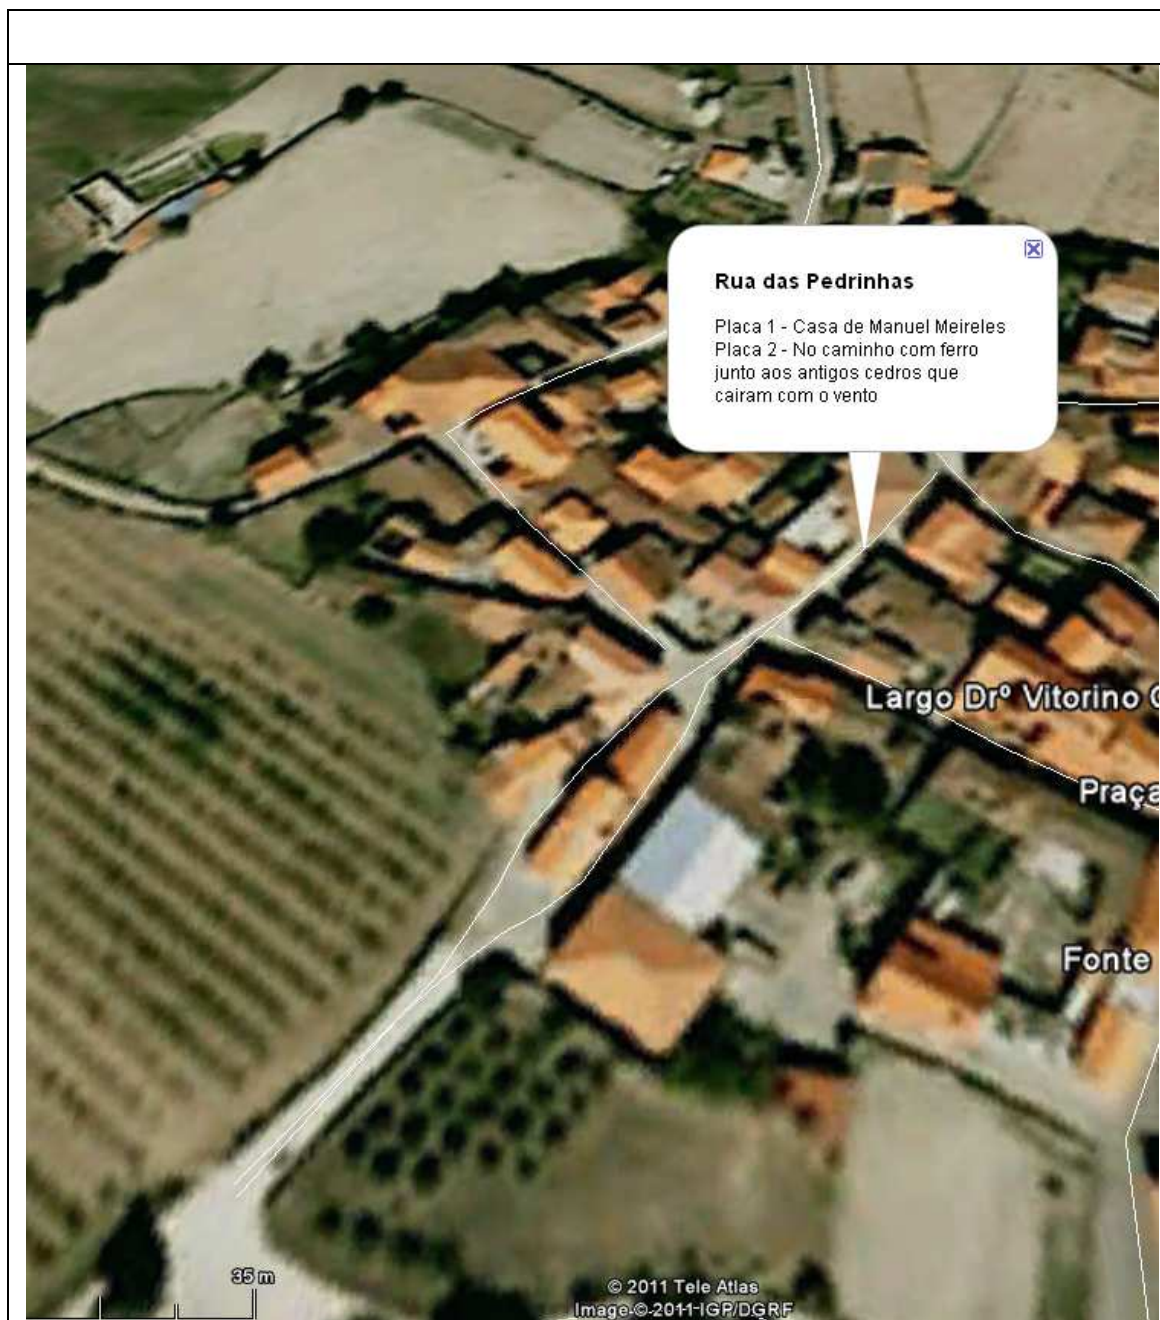 Rua das Pedrinhas
Placa 1 - Casa de Manuel Meireles
Placa 2 - No caminho com ferro
junto aos antigos cedros que
cairam com o vento
Largo Drº Vitorino
Praça
Fonte
35 m
© 2011 Tele Atlas
Image © 2011 IGP/DGRF